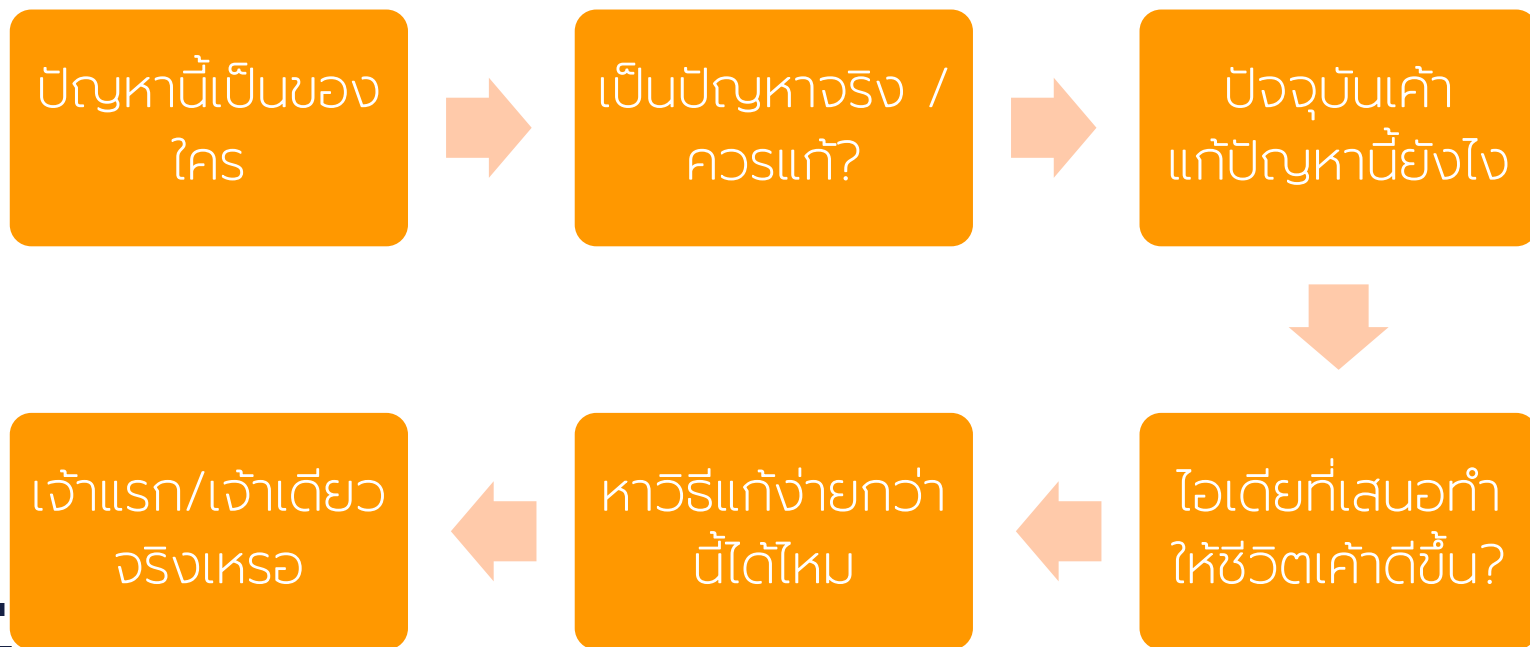 ปัญหานี้เป็นของ
ใคร
เป็นปัญหาจริง /
ควรแก้?
ปัจจุบันเค้า
แก้ปัญหานี้ยังไง
ไอเดียที่เสนอทำ
ให้ชีวิตเค้าดีขึ้น?
หาวิธีแก้ง่ายกว่า
นี้ได้ไหม
เจ้าแรก/เจ้าเดียว
จริงเหรอ